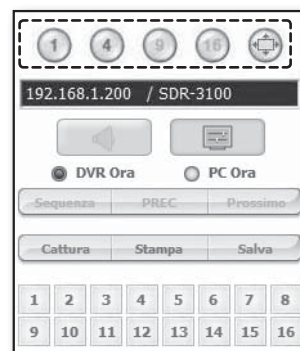 1 4 9 16
192.168.1.200 / SDR-3100
DVR Ora PC Ora
Sequenza PREC Prossimo
Cattura Stampa Salva
1 2 3 4 5 6 7 8
9 10 11 12 13 14 15 16